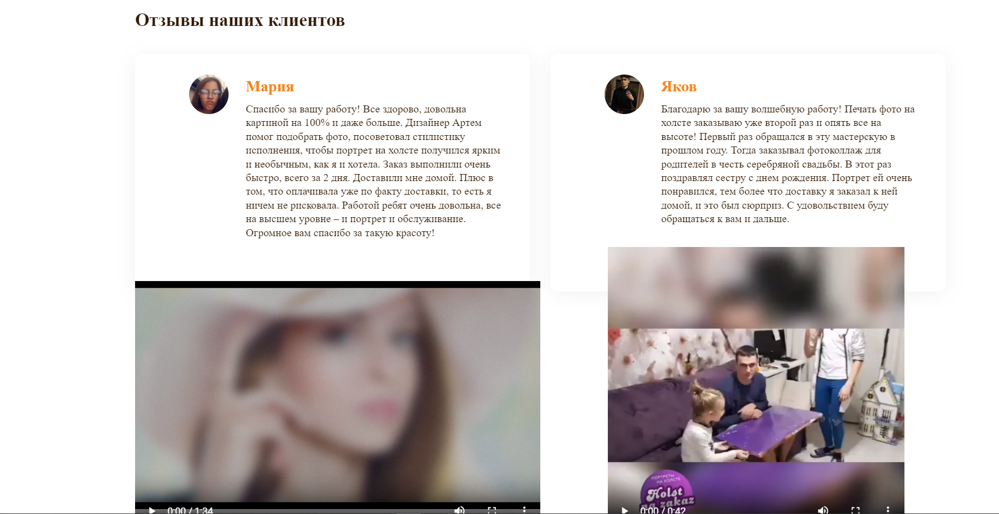 Отзывы наших клиентов
Мария
Спасибо за вашу работу! Все здорово, довольна
картиной на 100% и даже больше. Дизайнер Артем
помог подобрать фото, посоветовал стилистику
исполнения, чтобы портрет на холсте получился ярким
и необычным, как я и хотела. Заказ выполнили очень
быстро, всего за 2 дня. Доставили мне домой. Плюс в
том, что оплачивала уже по факту доставки, то есть я
ничем не рисковала. Работой ребят очень довольна, все
на высшем уровне – и портрет и обслуживание.
Огромное вам спасибо за такую красоту!
0:00 / 1:34
Яков
Благодарю за вашу волшебную работу! Печать фото на
холсте заказываю уже второй раз и опять все на
высоте! Первый раз обращался в эту мастерскую в
прошлом году. Тогда заказывал фотоколлаж для
родителей в честь серебряной свадьбы. В этот раз
поздравлял сестру с днем рождения. Портрет ей очень
понравился, тем более что доставку я заказал к ней
домой, и это был сюрприз. С удовольствием буду
обращаться к вам и дальше.
ПОРТРЕТЫ
НА ХОЛСТЕ
Holst
na zakaz
0:00 / 0:42